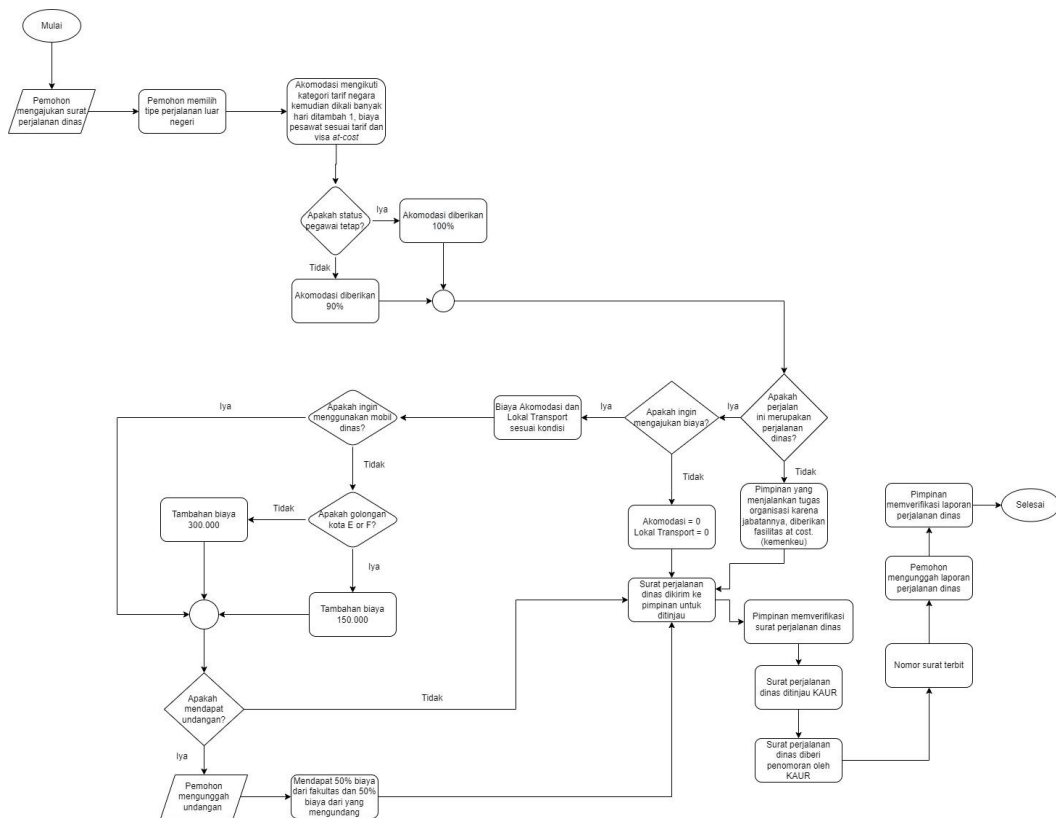 Mulai
Pemohon
mengajukan surat
perjalanan dinas
Pemohon memilih
tipe perjalanan luar
negeri
Akomodasi mengikuti
kategori tarif negara
kemudian dikali banyak
hari ditambah 1, biaya
pesawat sesuai tarif dan
visa at-cost
Apakah status
pegawai tetap?
Iya
Akomodasi diberikan
100%
Tidak
Akomodasi diberikan
90%
Apakah
perjalan
ini merupakan
perjalanan
dinas?
Iya
Tidak
Apakah ingin
mengajukan biaya?
Iya
Tidak
Biaya Akomodasi dan
Lokal Transport
sesuai kondisi
Apakah ingin
menggunakan mobil
dinas?
Iya
Tidak
Apakah golongan
kota E or F?
Tidak
Iya
Tambahan biaya
300.000
Tambahan biaya
150.000
Akomodasi = 0
Lokal Transport = 0
Pimpinan yang
menjalankan tugas
organisasi karena
jabatannya, diberikan
fasilitas at cost.
(kemenkeu)
Surat perjalanan
dinas dikirim ke
pimpinan untuk
ditinjau
Pimpinan memverifikasi
surat perjalanan dinas
Surat perjalanan
dinas ditinjau KAUR
Surat perjalanan
dinas diberi
penomoran oleh
KAUR
Nomor surat terbit
Pemohon
mengunggah laporan
perjalanan dinas
Pimpinan
memverifikasi laporan
perjalanan dinas
Selesai
Apakah
mendapat
undangan?
Tidak
Iya
Pemohon
mengunggah
undangan
Mendapat 50% biaya
dari fakultas dan 50%
biaya dari yang
mengundang